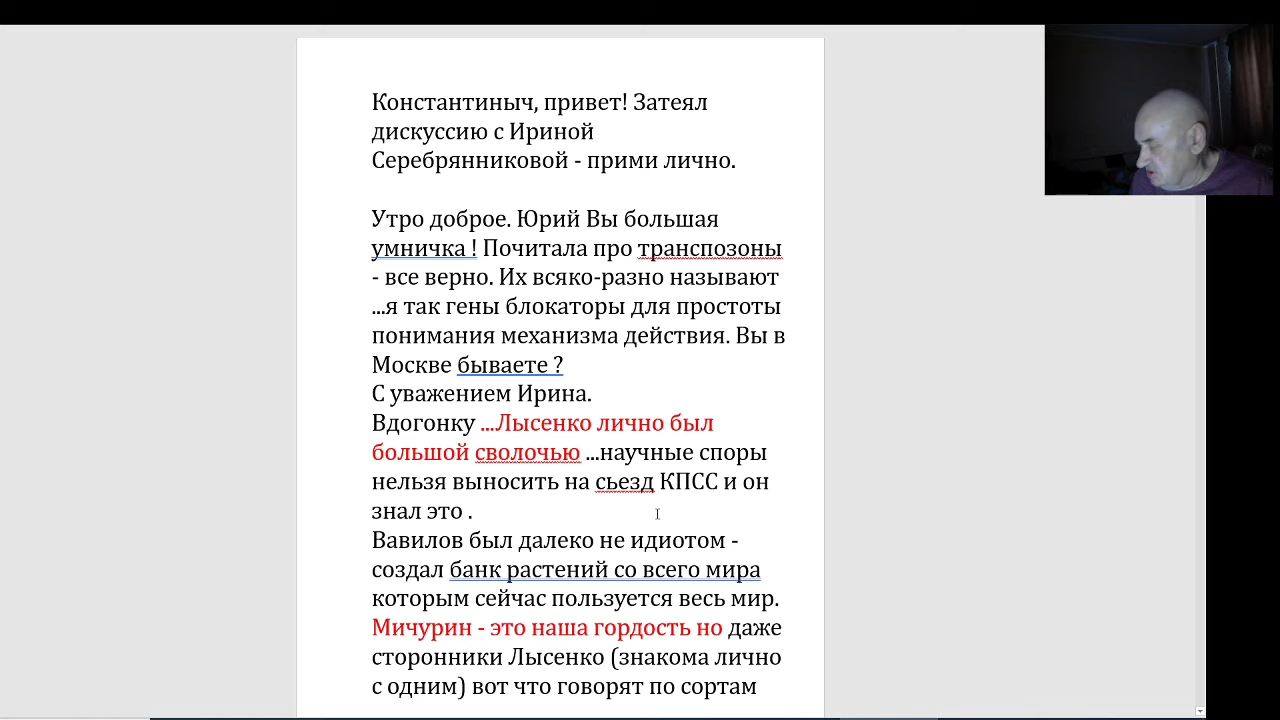 Константиныч, привет! Затеял
дискуссию с Ириной
Серебрянниковой - прими лично.
Утро доброе. Юрий Вы большая
умничка ! Почитала про транспозоны
- все верно. Их всяко-разно называют
...я так гены блокаторы для простоты
понимания механизма действия. Вы в
Москве бываете ?
С уважением Ирина.
Вдогонку ...Лысенко лично был
большой сволочью ...научные споры
нельзя выносить на сьезд КПСС и он
знал это .
Вавилов был далеко не идиотом -
создал банк растений со всего мира
которым сейчас пользуется весь мир.
Мичурин - это наша гордость но даже
сторонники Лысенко (знакома лично
с одним) вот что говорят по сортам